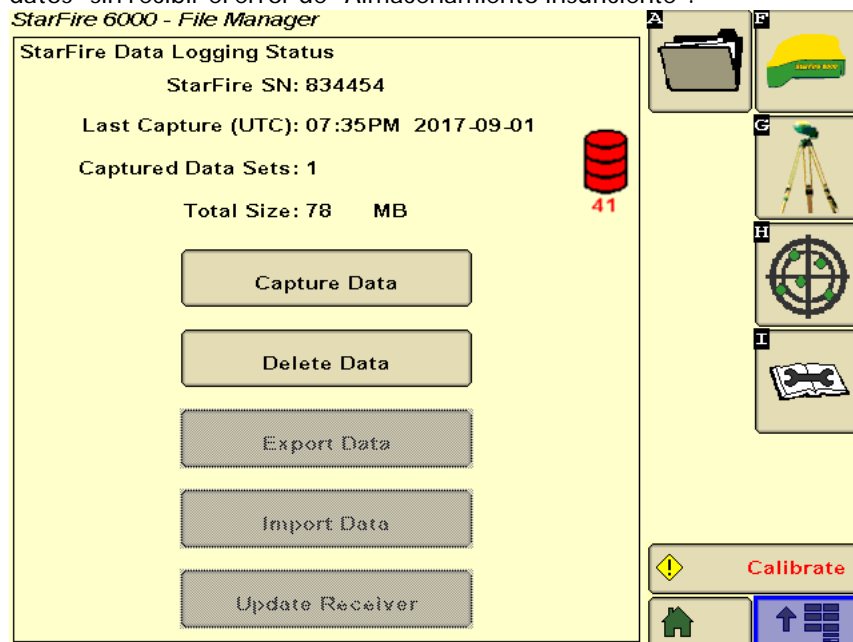 datos" sin recibir el error de "Almacenamiento insuficiente".
StarFire 6000 - File Manager
StarFire Data Logging Status
StarFire SN: 834454
Last Capture (UTC): 07:35PM 2017-09-01
Captured Data Sets: 1
41
Total Size: 78 MB
Capture Data
Delete Data
Export Data
Import Data
Update Receiver
A
F
G
H
I
Calibrate